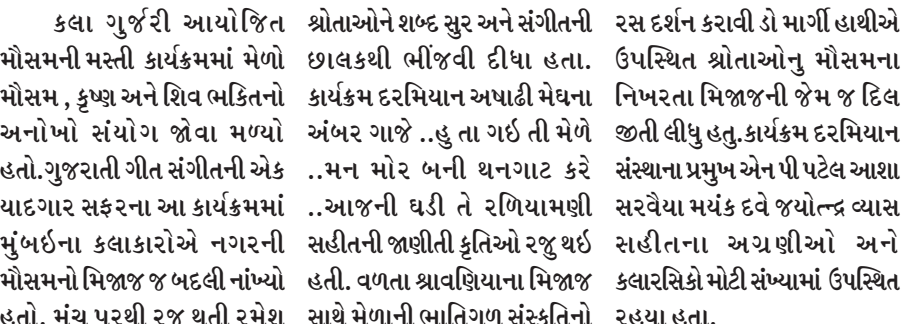 કલા ગુર્જરી આયોજિત
મૌસમની મસ્તી કાર્યક્રમમાં મેળો
મૌસમ , કૃષ્ણ અને શિવ ભકિતનો
અનોખો સંયોગ જોવા મળ્યો
હતો.ગુજરાતી ગીત સંગીતની એક
યાદગાર સફરના આ કાર્યક્રમમાં
મુંબઇના કલાકારોએ નગરની
મૌસમનો મિજાજ જ બદલી નાંખ્યો
હતો. મંચ પરથી રજુ થતી રમેશ
શ્રોતાઓને શબ્દ સુર અને સંગીતની
છાલકથી ભીંજવી દીધા હતા.
કાર્યક્રમ દરમિયાન અષાઢી મેઘના
અંબર ગાજે ..હુ તા ગઇ તી મેળે
..મન મોર બની થનગાટ કરે
..આજની ઘડી તે રળિયામણી
સહીતની જાણીતી કૃતિઓ રજુ થઇ
હતી. વળતા શ્રાવણિયાના મિજાજ
સાથે મેળાની ભાતિગળ સંસ્કૃતિનો
રસ દર્શન કરાવી ડો માર્ગી હાથીએ
ઉપસ્થિત શ્રોતાઓનુ મૌસમના
નિખરતા મિજાજની જેમ જ દિલ
જીતી લીધુ હતુ.કાર્યક્રમ દરમિયાન
સંસ્થાના પ્રમુખ એન પી પટેલ આશા
સરવૈયા મયંક દવે જયોત્ન્દ્ર વ્યાસ
સહીતના અગ્રણીઓ અને
કલારસિકો મોટી સંખ્યામાં ઉપસ્થિત
રહયા હતા.